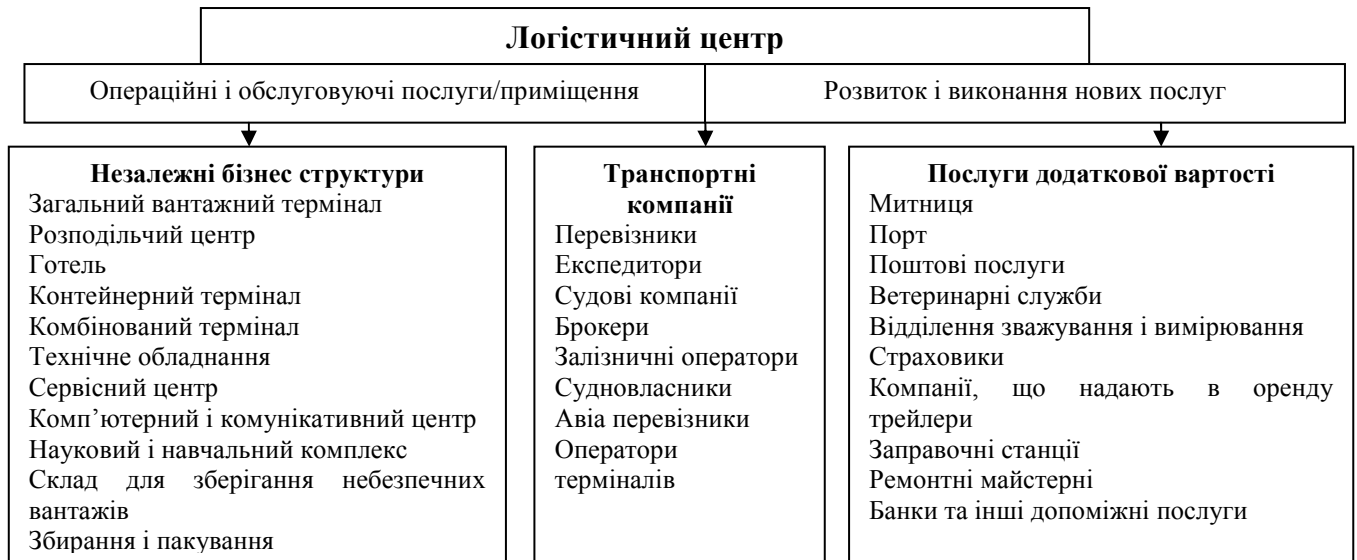 Логістичний центр
Операційні і обслуговуючі послуги/приміщення
Розвиток і виконання нових послуг
Незалежні бізнес структури
Загальний вантажний термінал
Розподільчий центр
Готель
Контейнерний термінал
Комбінований термінал
Технічне обладнання
Сервісний центр
Комп’ютерний і комунікативний центр
Науковий і навчальний комплекс
Склад для зберігання небезпечних
вантажів
Збирання і пакування
Транспортні
компанії
Перевізники
Експедитори
Судові компанії
Брокери
Залізничні оператори
Судновласники
Авіа перевізники
Оператори
терміналів
Послуги додаткової вартості
Митниця
Порт
Поштові послуги
Ветеринарні служби
Відділення зважування і вимірювання
Страховики
Компанії, що надають в оренду
трейлери
Заправочні станції
Ремонтні майстерні
Банки та інші допоміжні послуги